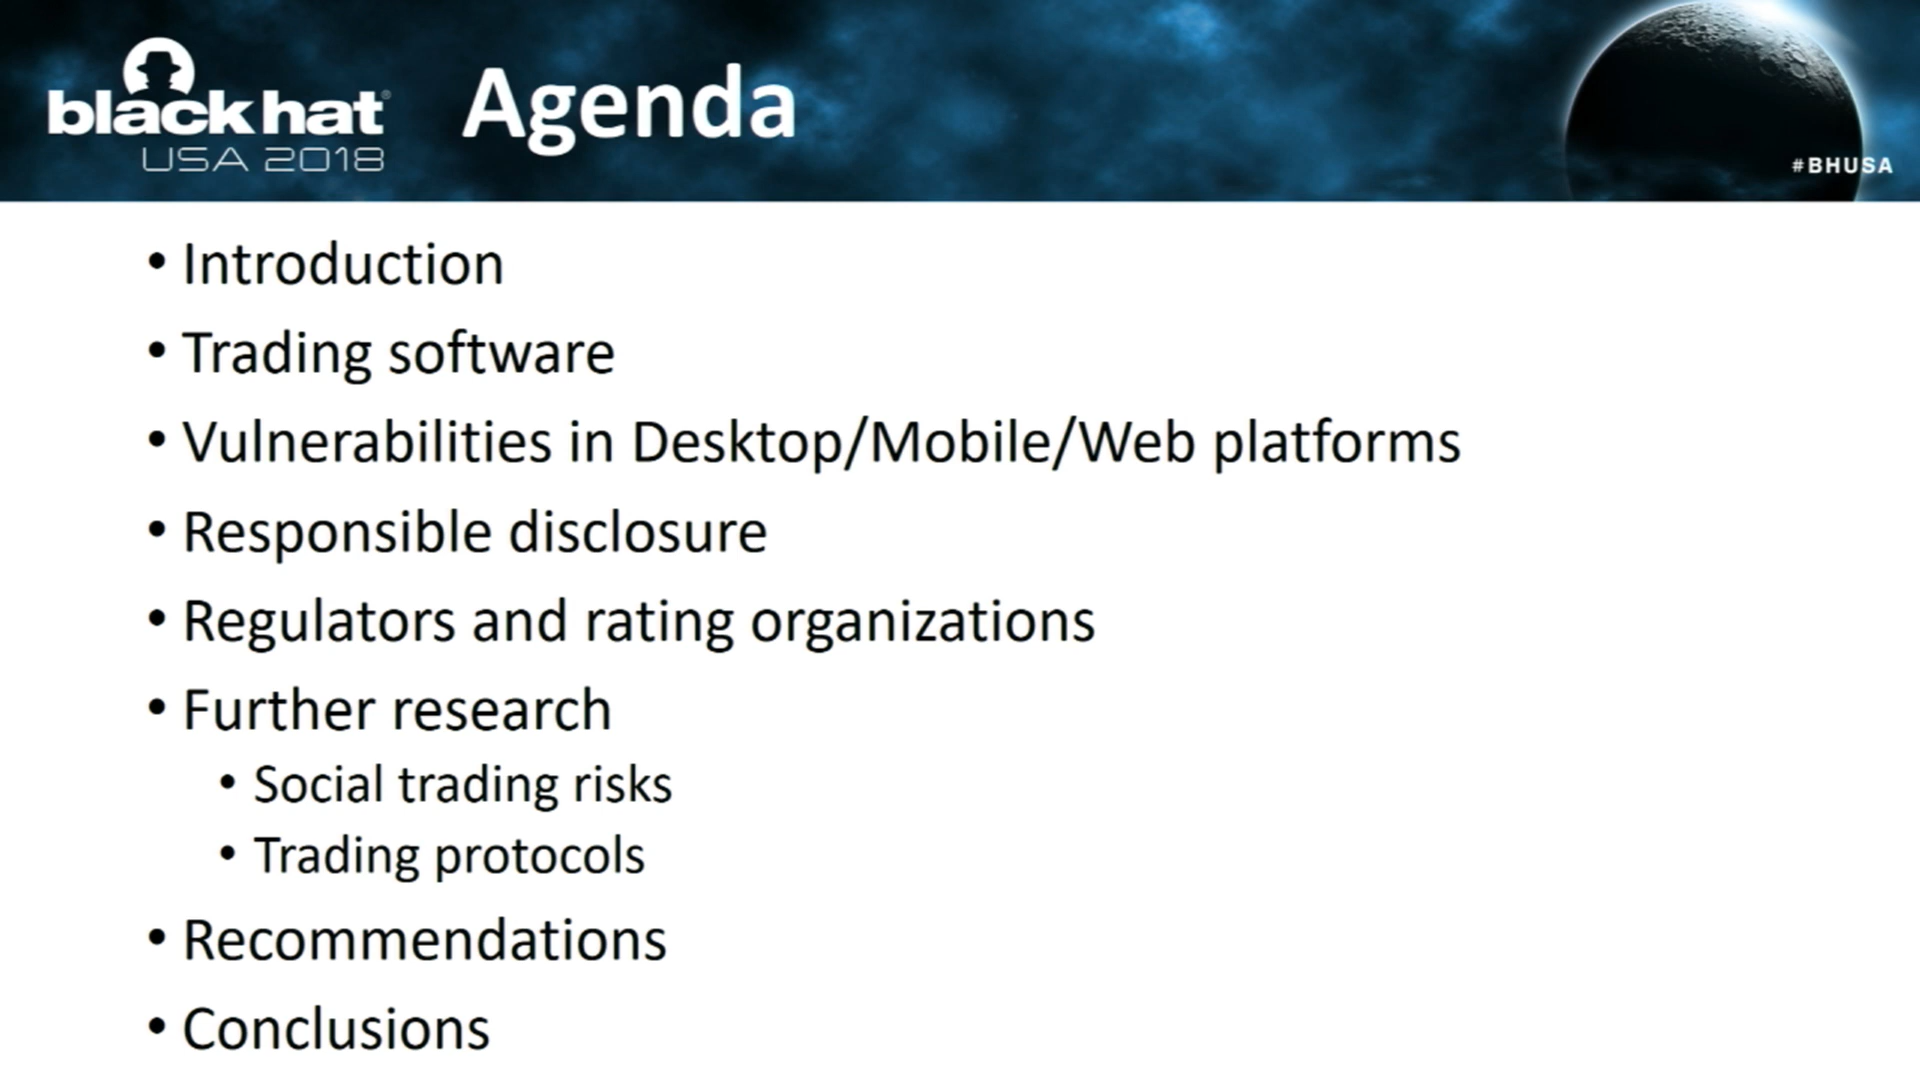 black hat®
USA 2018
Agenda
#BHUSA
• Introduction
• Trading software
• Vulnerabilities in Desktop/Mobile/Web platforms
• Responsible disclosure
• Regulators and rating organizations
• Further research
• Social trading risks
• Trading protocols
• Recommendations
• Conclusions